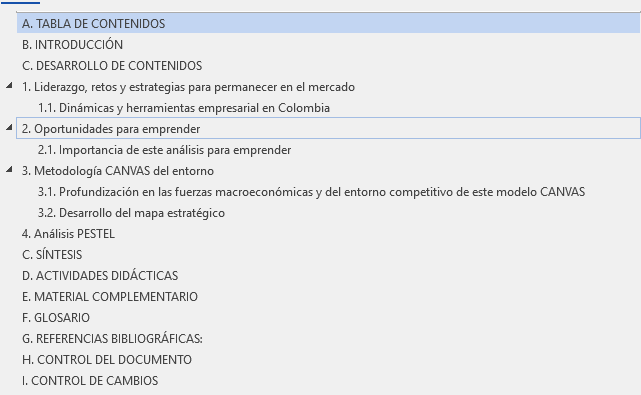 A. TABLA DE CONTENIDOS
B. INTRODUCCIÓN
C. DESARROLLO DE CONTENIDOS
1. Liderazgo, retos y estrategias para permanecer en el mercado
1.1. Dinámicas y herramientas empresarial en Colombia
2. Oportunidades para emprender
2.1. Importancia de este análisis para emprender
3. Metodología CANVAS del entorno
3.1. Profundización en las fuerzas macroeconómicas y del entorno competitivo de este modelo CANVAS
3.2. Desarrollo del mapa estratégico
4. Análisis PESTEL
C. SÍNTESIS
D. ACTIVIDADES DIDÁCTICAS
E. MATERIAL COMPLEMENTARIO
F. GLOSARIO
G. REFERENCIAS BIBLIOGRÁFICAS:
H. CONTROL DEL DOCUMENTO
I. CONTROL DE CAMBIOS